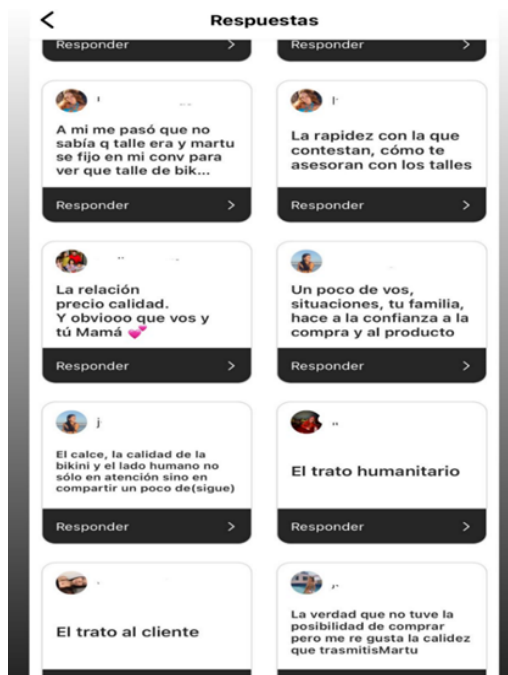 Respuestas
Responder >
Responder >
A mi me pasó que no
sabía q talle era y martu
se fijo en mi conv para
ver que talle de bik...
Responder >
La rapidez con la que
contestan, cómo te
asesoran con los talles
Responder >
La relación
precio calidad.
Y obviooo que vos y
tú Mamá 💕
Responder >
Un poco de vos,
situaciones, tu familia,
hace a la confianza a la
compra y al producto
Responder >
El calce, la calidad de la
bikini y el lado humano no
sólo en atención sino en
compartir un poco de(sigue)
Responder >
El trato humanitario
Responder >
El trato al cliente
La verdad que no tuve la
posibilidad de comprar
pero me re gusta la calidez
que trasmitisMartu